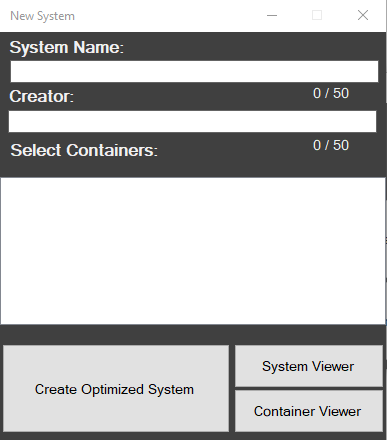 New System
System Name:
0 / 50
Creator:
0 / 50
Select Containers:
Create Optimized System
System Viewer
Container Viewer